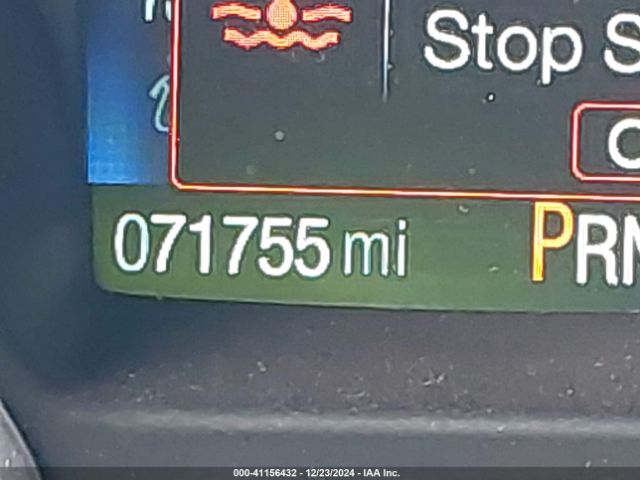 Stop
071755 mi
PRN
000-41156432 - 12/23/2024 - IAA Inc.